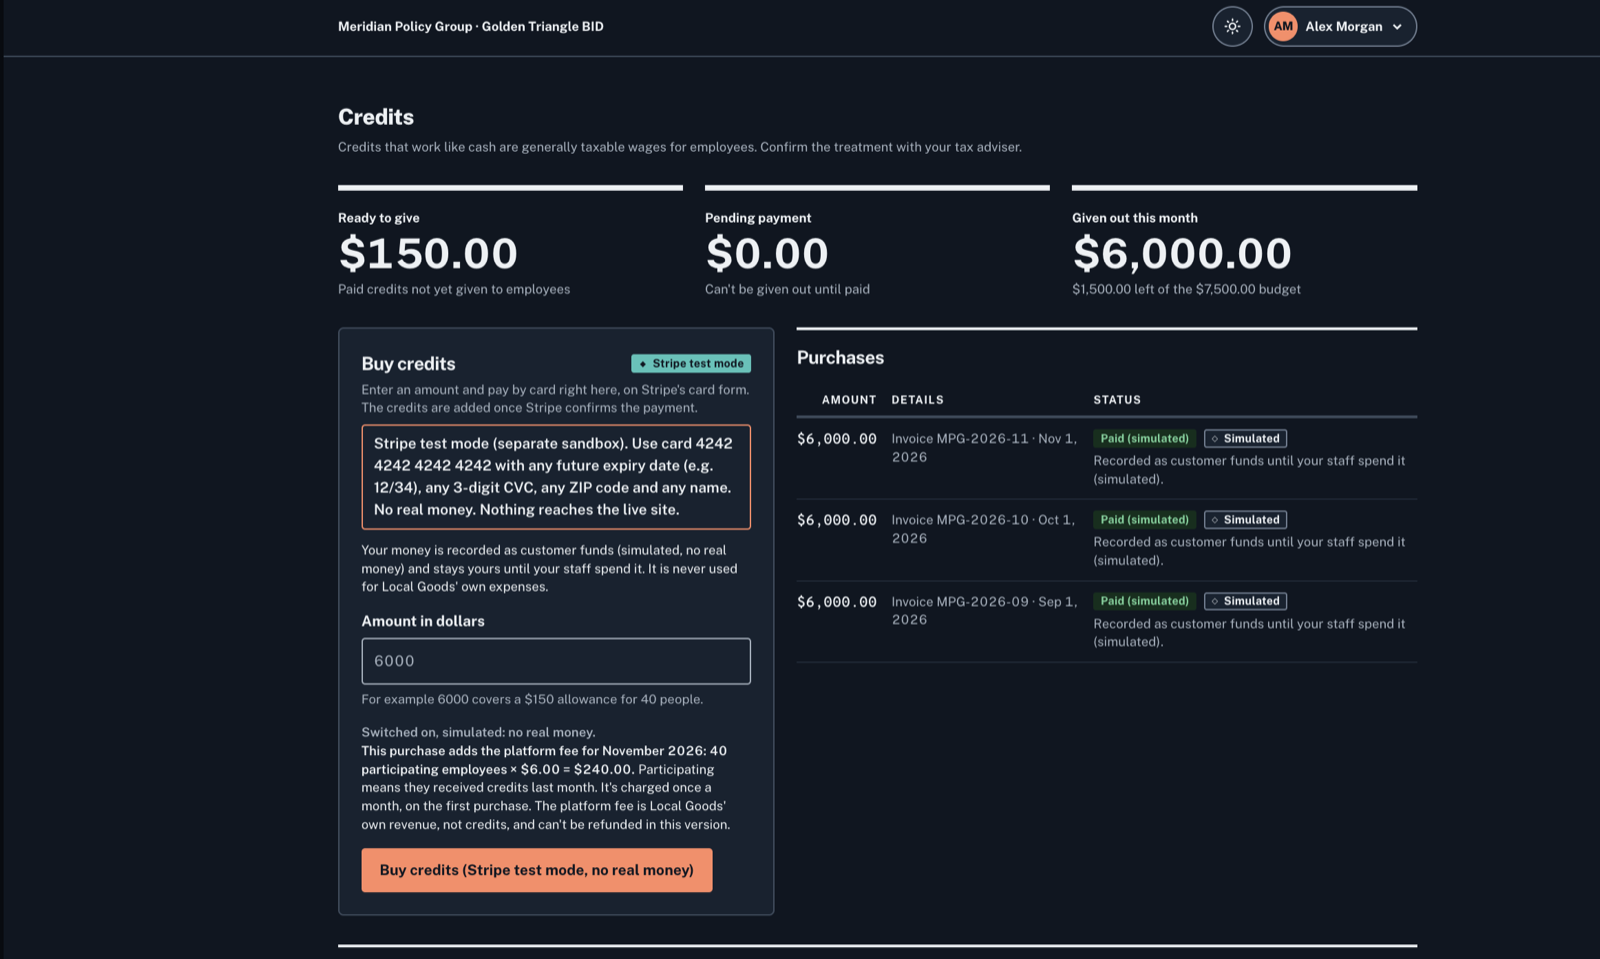 Meridian Policy Group · Golden Triangle BID
AM Alex Morgan
Credits
Credits that work like cash are generally taxable wages for employees. Confirm the treatment with your tax adviser.
Ready to give
$150.00
Paid credits not yet given to employees
Pending payment
$0.00
Can't be given out until paid
Given out this month
$6,000.00
$1,500.00 left of the $7,500.00 budget
Buy credits
Stripe test mode
Enter an amount and pay by card right here, on Stripe's card form.
The credits are added once Stripe confirms the payment.
Stripe test mode (separate sandbox). Use card 4242
4242 4242 4242 with any future expiry date (e.g.
12/34), any 3-digit CVC, any ZIP code and any name.
No real money. Nothing reaches the live site.
Your money is recorded as customer funds (simulated, no real
money) and stays yours until your staff spend it. It is never used
for Local Goods' own expenses.
Amount in dollars
6000
For example 6000 covers a $150 allowance for 40 people.
Switched on, simulated: no real money.
This purchase adds the platform fee for November 2026: 40
participating employees × $6.00 = $240.00. Participating
means they received credits last month. It's charged once a
month, on the first purchase. The platform fee is Local Goods'
own revenue, not credits, and can't be refunded in this version.
Buy credits (Stripe test mode, no real money)
Purchases
AMOUNT DETAILS STATUS
$6,000.00 Invoice MPG-2026-11 · Nov 1, Paid (simulated) Simulated
2026
Recorded as customer funds until your staff spend it
(simulated).
$6,000.00 Invoice MPG-2026-10 · Oct 1, Paid (simulated) Simulated
2026
Recorded as customer funds until your staff spend it
(simulated).
$6,000.00 Invoice MPG-2026-09 · Sep 1, Paid (simulated) Simulated
2026
Recorded as customer funds until your staff spend it
(simulated).